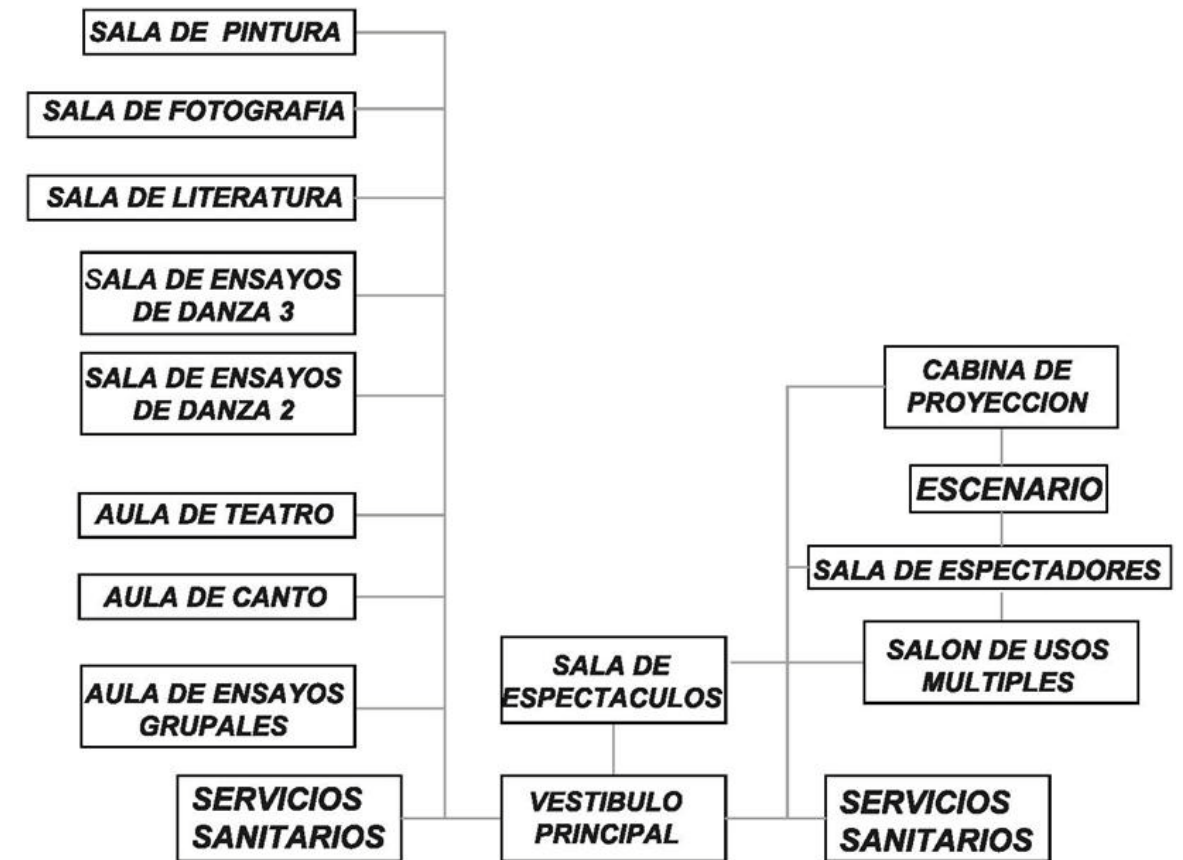 SALA DE PINTURA
SALA DE FOTOGRAFIA
SALA DE LITERATURA
SALA DE ENSAYOS
DE DANZA 3
SALA DE ENSAYOS
DE DANZA 2
AULA DE TEATRO
AULA DE CANTO
AULA DE ENSAYOS
GRUPALES
SERVICIOS
SANITARIOS
SALA DE
ESPECTACULOS
VESTIBULO
PRINCIPAL
CABINA DE
PROYECCION
ESCENARIO
SALA DE ESPECTADORES
SALON DE USOS
MULTIPLES
SERVICIOS
SANITARIOS